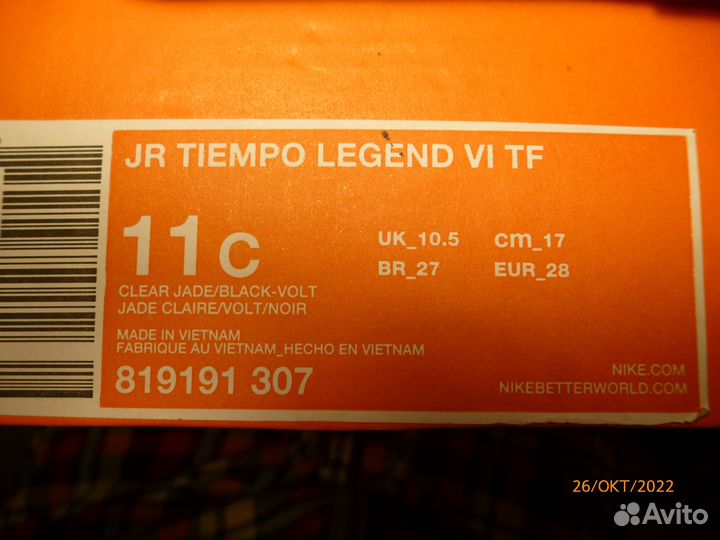 JR TIEMPO LEGEND VI TF
11C
UK_10.5 cm_17
BR_27 EUR_28
CLEAR JADE/BLACK-VOLT
JADE CLAIRE/VOLT/NOIR
MADE IN VIETNAM
FABRIQUE AU VIETNAM_HECHO EN VIETNAM
819191 307
NIKE.COM
NIKEBETTERWORLD.COM
26/OKT/2022
Avito